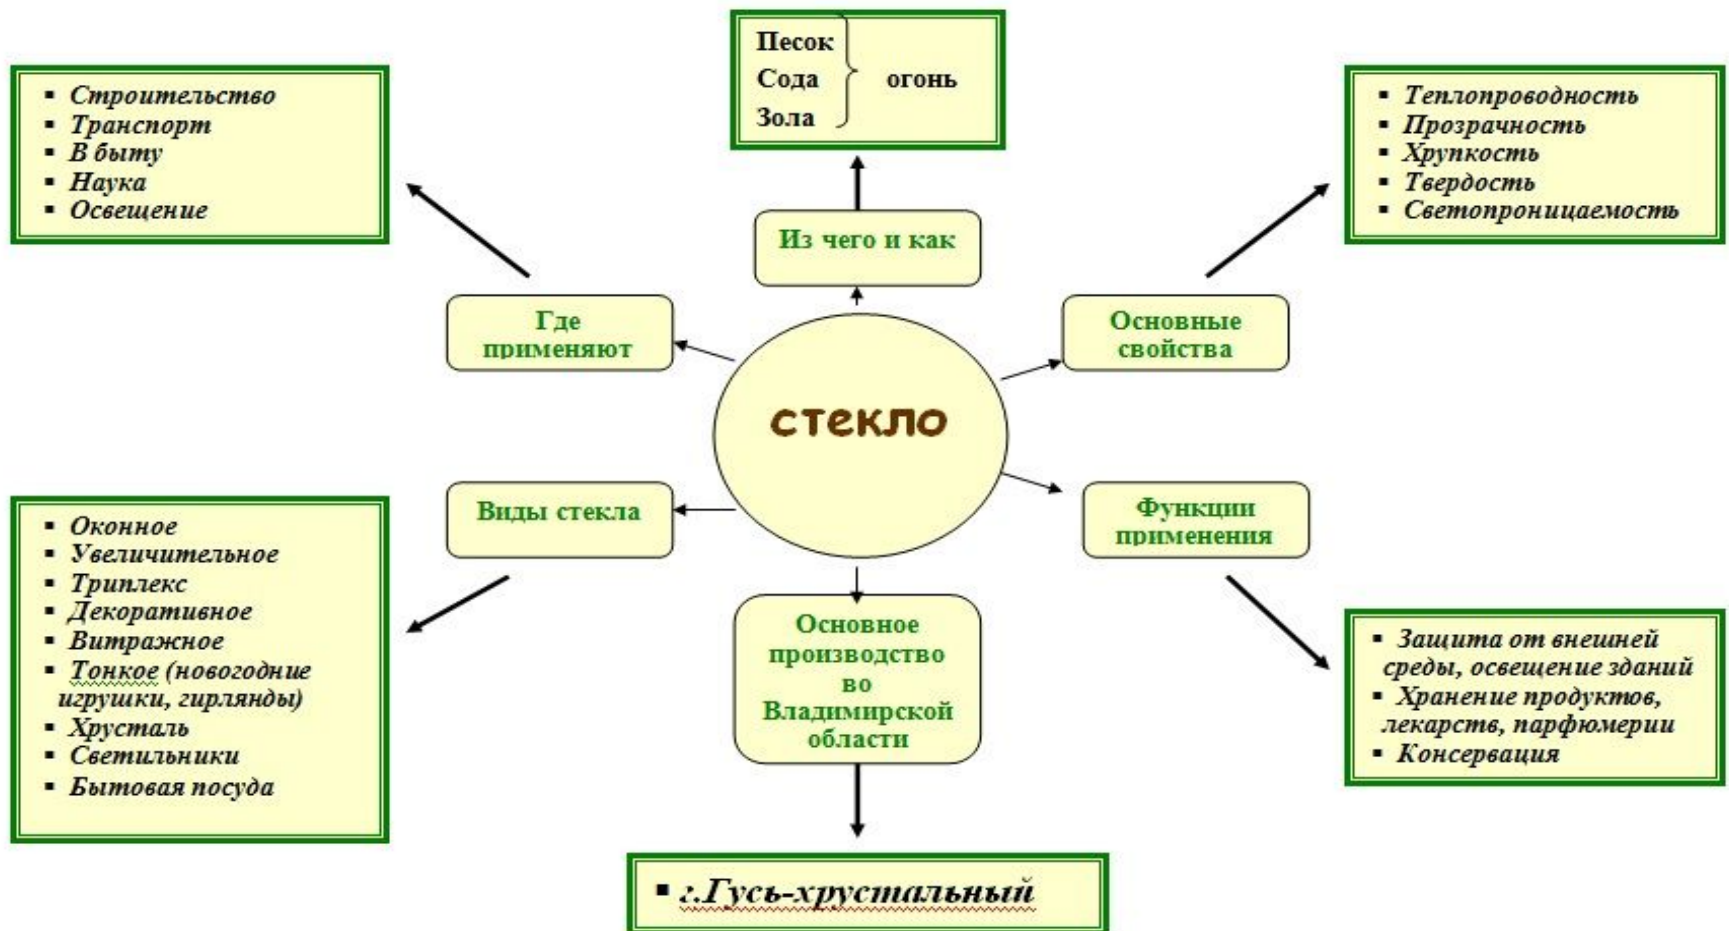 Песок
Сода
Зола
огонь
▪ Строительство
▪ Транспорт
▪ В быту
▪ Наука
▪ Освещение
▪ Теплопроводность
▪ Прозрачность
▪ Хрупкость
▪ Твердость
▪ Светопроницаемость
Из чего и как
Где
применяют
Основные
свойства
стекло
Виды стекла
Функции
применения
▪ Оконное
▪ Увеличительное
▪ Триплекс
▪ Декоративное
▪ Витражное
▪ Тонкое (новогодние
игрушки, гирлянды)
▪ Хрусталь
▪ Светильники
▪ Бытовая посуда
Основное
производство
во
Владимирской
области
▪ Защита от внешней
среды, освещение зданий
▪ Хранение продуктов,
лекарств, парфюмерии
▪ Консервация
▪ г.Гусь-хрустальный